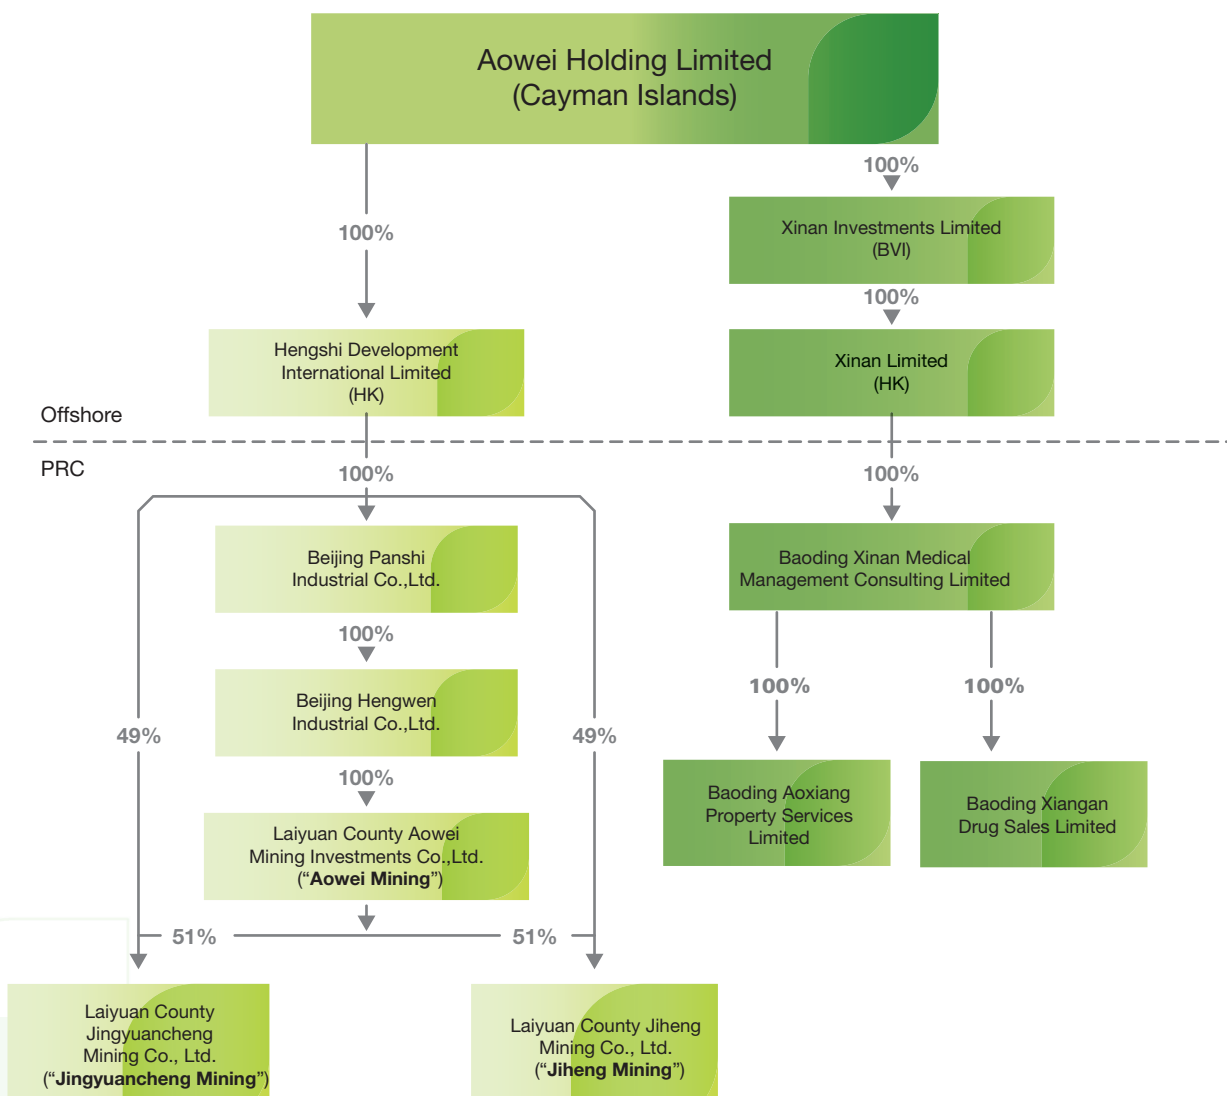 Aowei Holding Limited
(Cayman Islands)
100%
100%
Xinan Investments Limited
(BVI)
100%
Hengshi Development
International Limited
(HK)
Xinan Limited
(HK)
Offshore
PRC
100%
100%
Beijing Panshi
Industrial Co.,Ltd.
Baoding Xinan Medical
Management Consulting Limited
100%
100%
100%
Beijing Hengwen
Industrial Co.,Ltd.
49%
49%
100%
Baoding Aoxiang
Property Services
Limited
Baoding Xiangan
Drug Sales Limited
Laiyuan County Aowei
Mining Investments Co.,Ltd.
(“Aowei Mining”)
51%
51%
Laiyuan County
Jingyuancheng
Mining Co., Ltd.
(“Jingyuancheng Mining”)
Laiyuan County Jiheng
Mining Co., Ltd.
(“Jiheng Mining”)